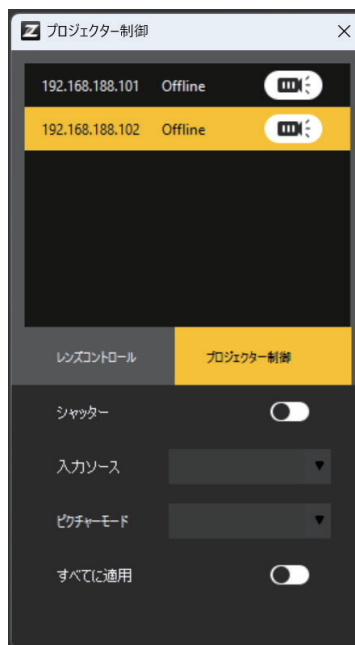 プロジェクター制御
192.168.188.101 Offline
192.168.188.102 Offline
レンズコントロール プロジェクター制御
シャッター
入力ソース
ピクチャーモード
すべてに適用